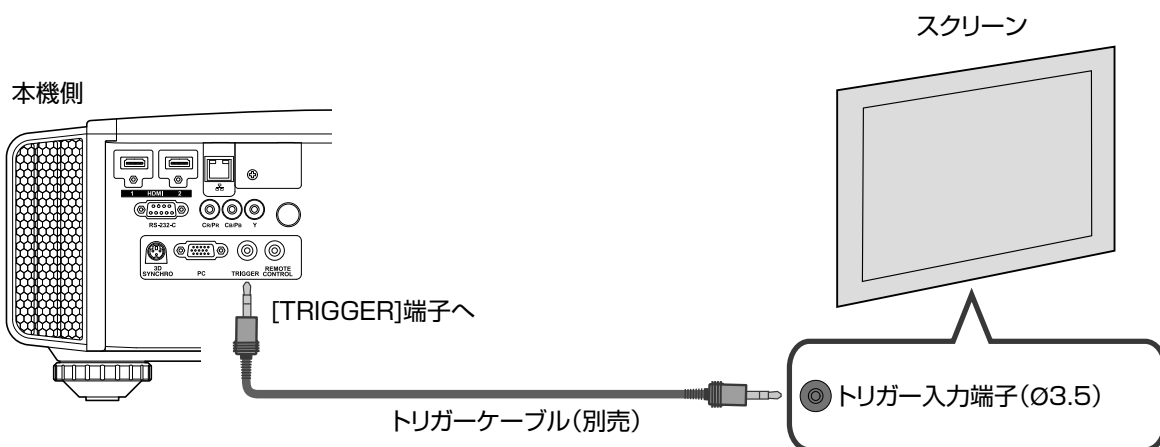 スクリーン
本機側
1 HDMI 2
RS-232-C CR/PR CB/PB Y
3D SYNCHRO PC TRIGGER REMOTE CONTROL
[TRIGGER]端子へ
トリガー入力端子(Ø3.5)
トリガーケーブル(別売)